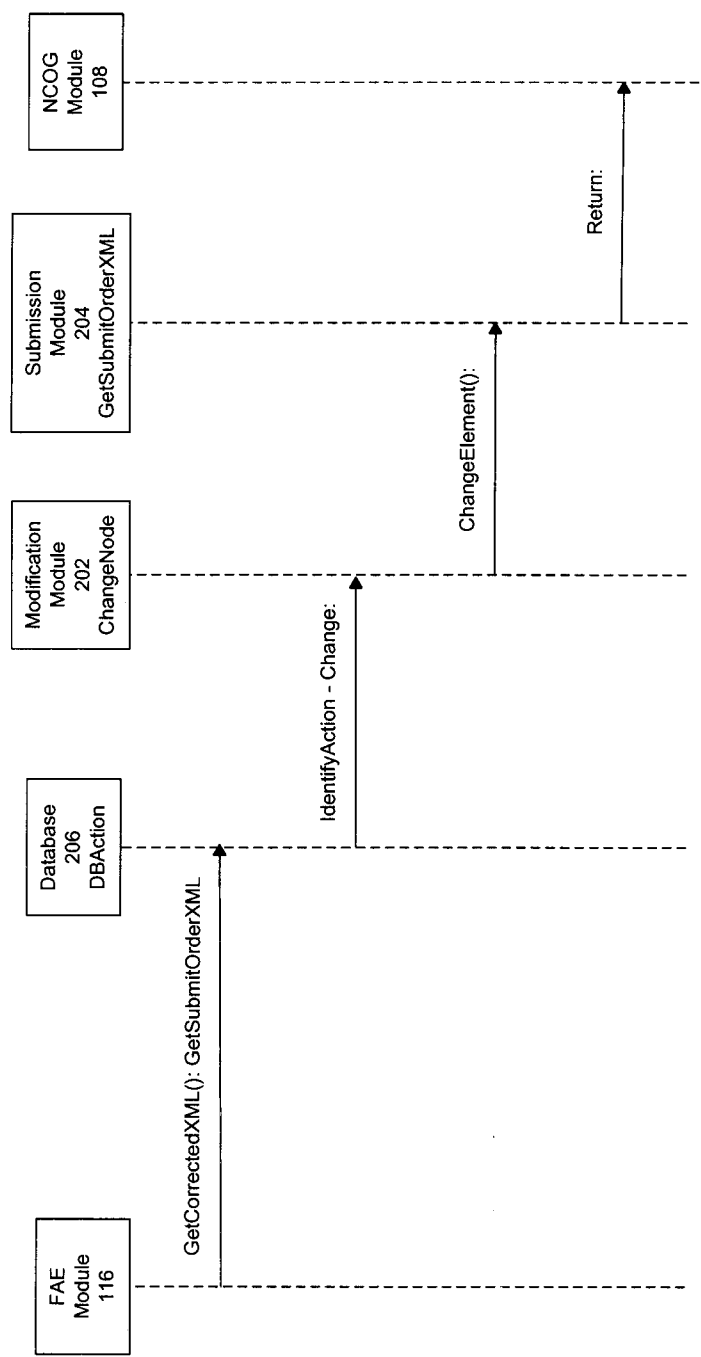 FAE
Module
116
Database
206
DBAction
Modification
Module
202
ChangeNode
Submission
Module
204
GetSubmitOrderXML
NCOG
Module
108
GetCorrectedXML(): GetSubmitOrderXML
IdentifyAction - Change:
ChangeElement():
Return: